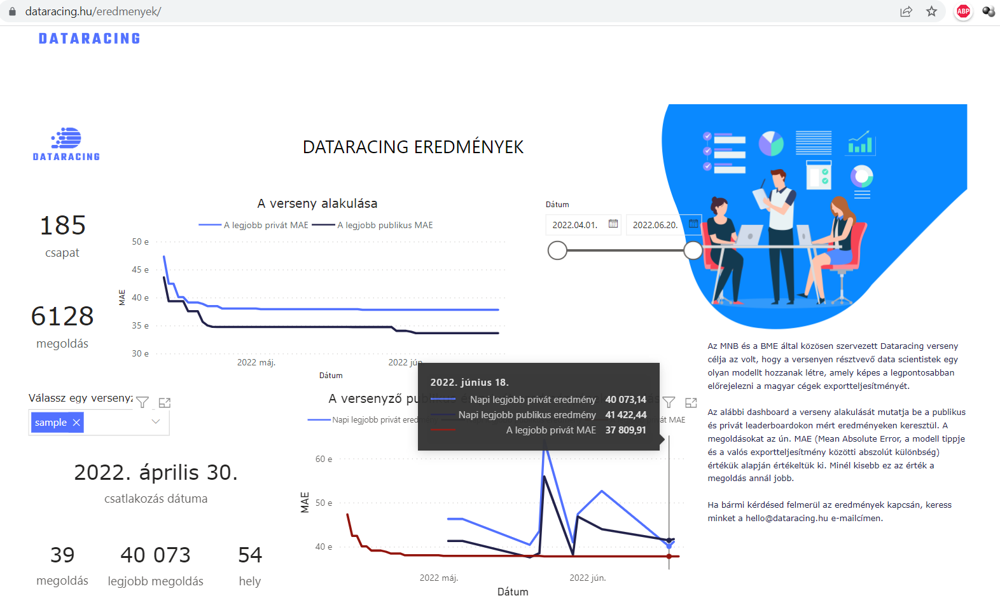 dataracing.hu/eredmenyek/
ABP
DATARACING
DATARACING
DATARACING EREDMÉNYEK
185
csapat
6128
megoldás
A verseny alakulása
A legjobb privát MAE A legjobb publikus MAE
50 e
45 e
40 e
35 e
30 e
MAE
2022 máj.
2022 jún.
Dátum
Dátum
2022.04.01.
2022.06.20.
Az MNB és a BME által közösen szervezett Dataracing verseny
célja az volt, hogy a versenyen résztvevő data scientistek egy
olyan modellt hozzanak létre, amely képes a legpontosabban
előrejelezni a magyar cégek exportteljesítményét.
Az alábbi dashboard a verseny alakulását mutatja be a publikus
és privát leaderboardokon mért eredményeken keresztül. A
megoldásokat az ún. MAE (Mean Absolute Error, a modell tippje
és a valós exportteljesítmény közötti abszolút különbség)
értékük alapján értékeltük ki. Minél kisebb ez az érték a
megoldás annál jobb.
Ha bármi kérdésed felmerül az eredmények kapcsán, keress
minket a hello@dataracing.hu e-mailcímen.
Válassz egy versenyz
sample
2022. április 30.
csatlakozás dátuma
39
megoldás
40 073
legjobb megoldás
54
hely
A versenyző pu
Napi legjobb privát eredm
át MAE
2022. június 18.
Napi legjobb privát eredmény 40 073,14
Napi legjobb publikus eredmény 41 422,44
A legjobb privát MAE 37 809,91
60 e
50 e
40 e
MAE
2022 máj.
2022 jún.
Dátum